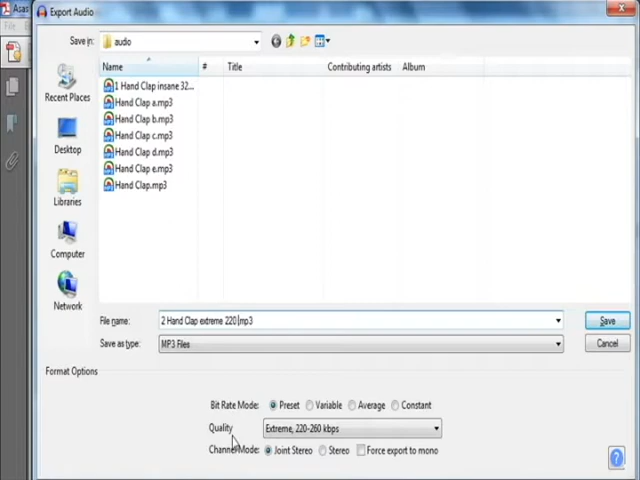 Asas
Export Audio
File
Save in: audio
Name # Title Contributing artists Album
1 Hand Clap insane 32...
Hand Clap a.mp3
Hand Clap b.mp3
Hand Clap c.mp3
Hand Clap d.mp3
Hand Clap e.mp3
Hand Clap.mp3
Recent Places
Desktop
Libraries
Computer
Network
File name: 2 Hand Clap extreme 220 .mp3 Save
Save as type: MP3 Files Cancel
Format Options
Bit Rate Mode: Preset Variable Average Constant
Quality Extreme, 220-260 kbps
Channel Mode: Joint Stereo Stereo Force export to mono